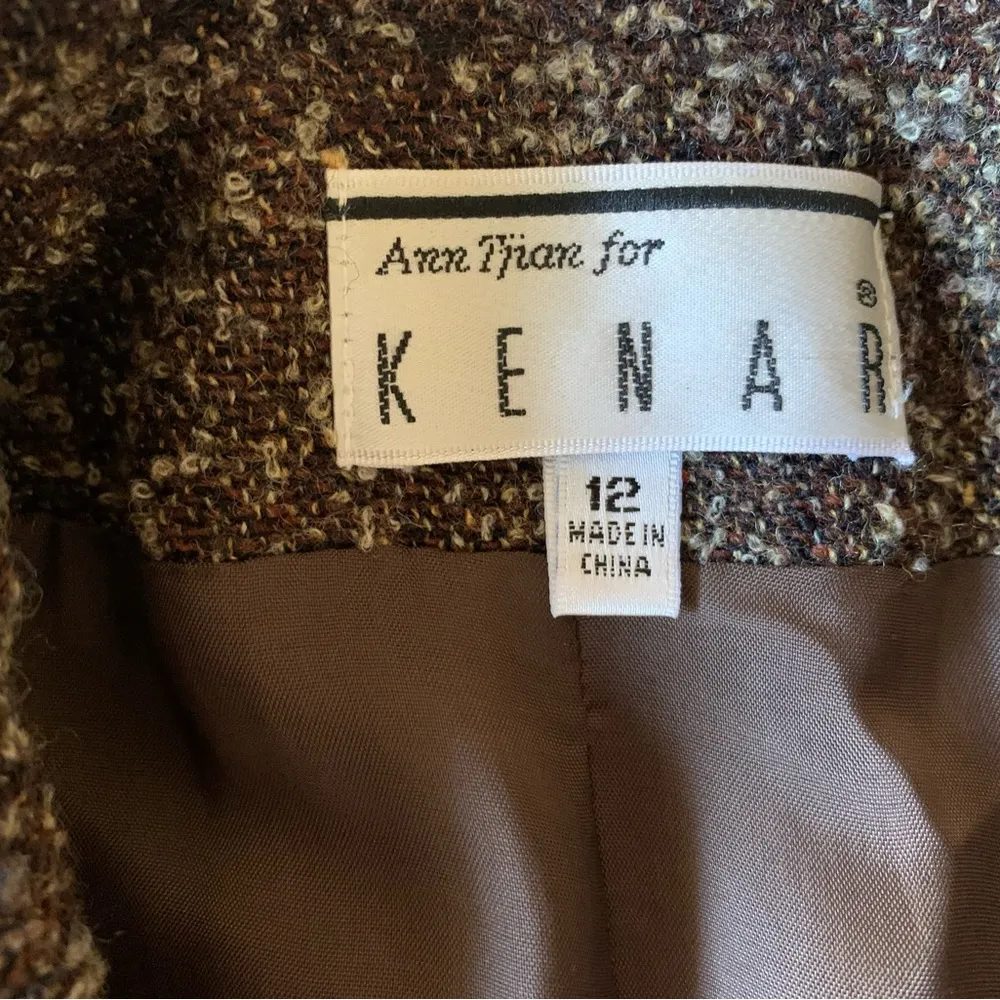 Ann Tjian for
KENAR®
12
MADE IN
CHINA